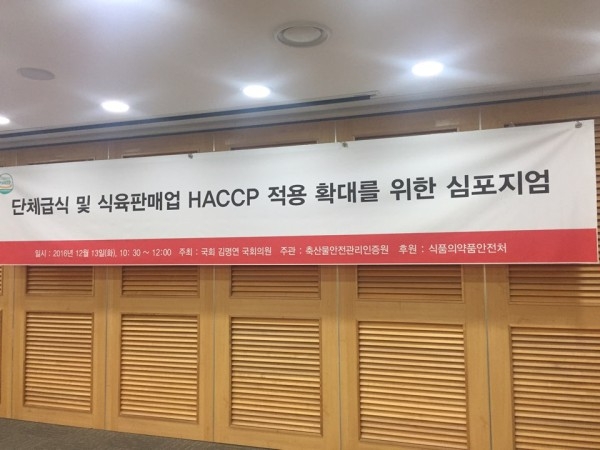 단체급식 및 식육판매업 HACCP 적용 확대를 위한 심포지엄
일시 : 2016년 12월 13일(화), 10: 30 ~ 12:00 주최 : 국회 김명연 국회의원 주관 : 축산물안전관리인증원 후원 : 식품의약품안전처